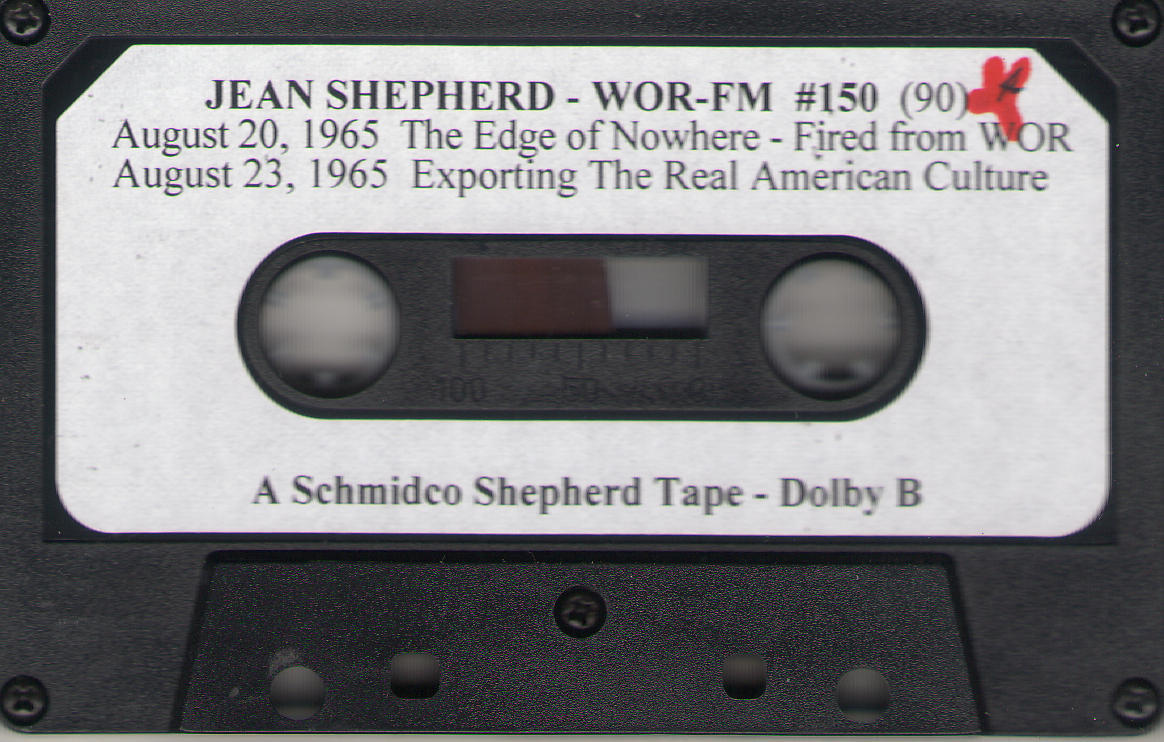 JEAN SHEPHERD - WOR-FM #150 (90)
August 20, 1965 The Edge of Nowhere - Fired from WOR
August 23, 1965 Exporting The Real American Culture
100 50 0
A Schmidco Shepherd Tape - Dolby B